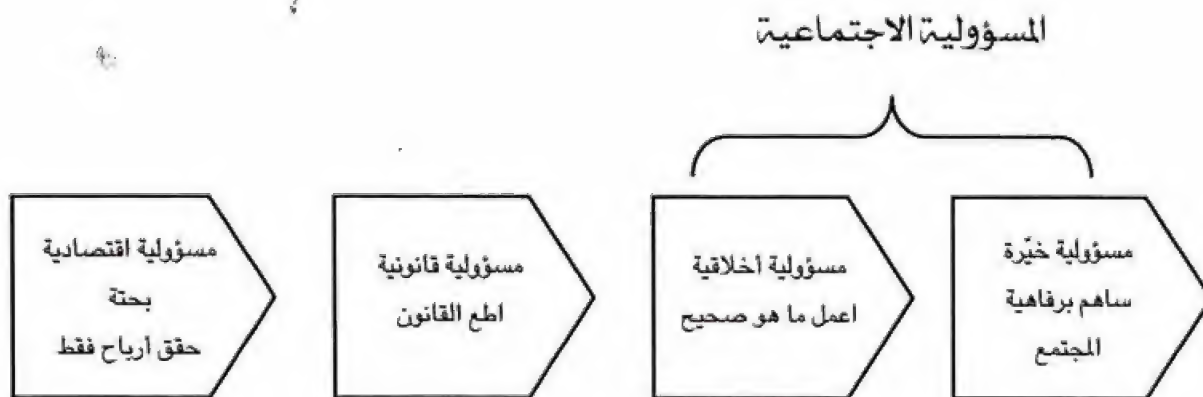 المسؤولية الاجتماعية
مسؤولية اقتصادية
بحتة
حقق أرباح فقط
مسؤولية قانونية
اطع القانون
مسؤولية أخلاقية
اعمل ما هو صحيح
مسؤولية خيّرة
ساهم برفاهية
المجتمع